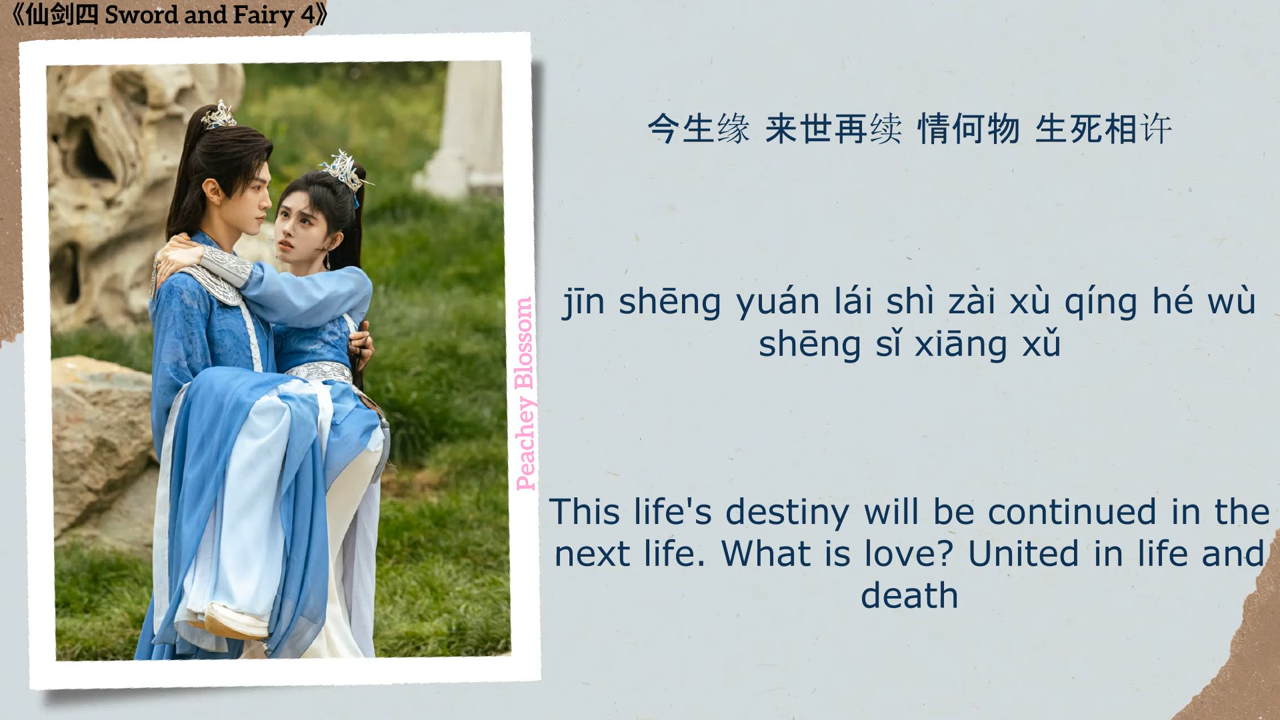 《仙剑四 Sword and Fairy 4》
今生缘 来世再续 情何物 生死相许
jīn shēng yuán lái shì zài xù qíng hé wù
shēng sǐ xiāng xǔ
Peachey Blossom
This life's destiny will be continued in the
next life. What is love? United in life and
death